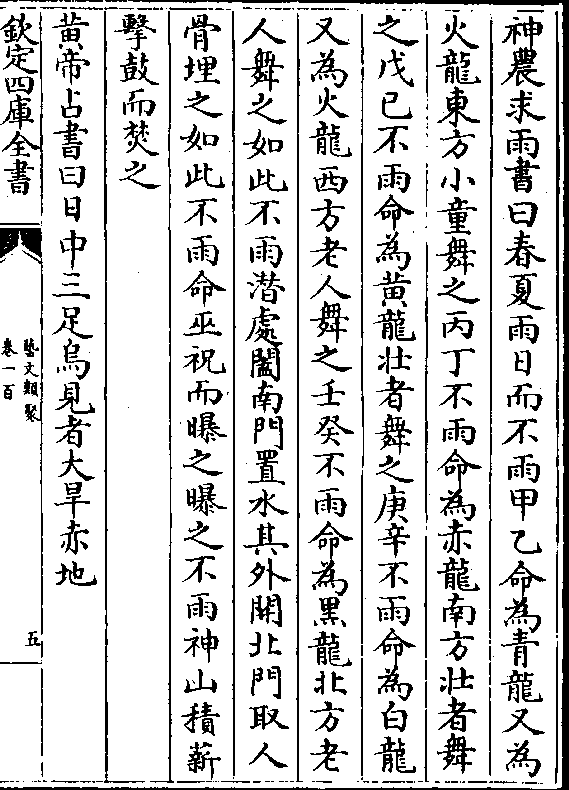 神農求雨書曰春夏雨日而不雨甲乙命為青龍又為
火龍東方小童舞之丙丁不雨命為赤龍南方壯者舞
之戊己不雨命為黄龍壯者舞之庚辛不雨命為白龍
又為火龍西方老人舞之壬癸不雨命為黑龍北方老
人舞之如此不雨潛處闔南門置水其外開北門取人
骨埋之如此不雨命巫祝而曝之曝之不雨神山積薪
擊鼓而焚之
黄帝占書曰日中三足烏見者大旱赤地
欽定四庫全書
藝文類聚
卷一百
五